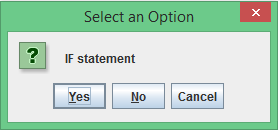 Select an Option
x
?
IF statement
Yes
No
Cancel